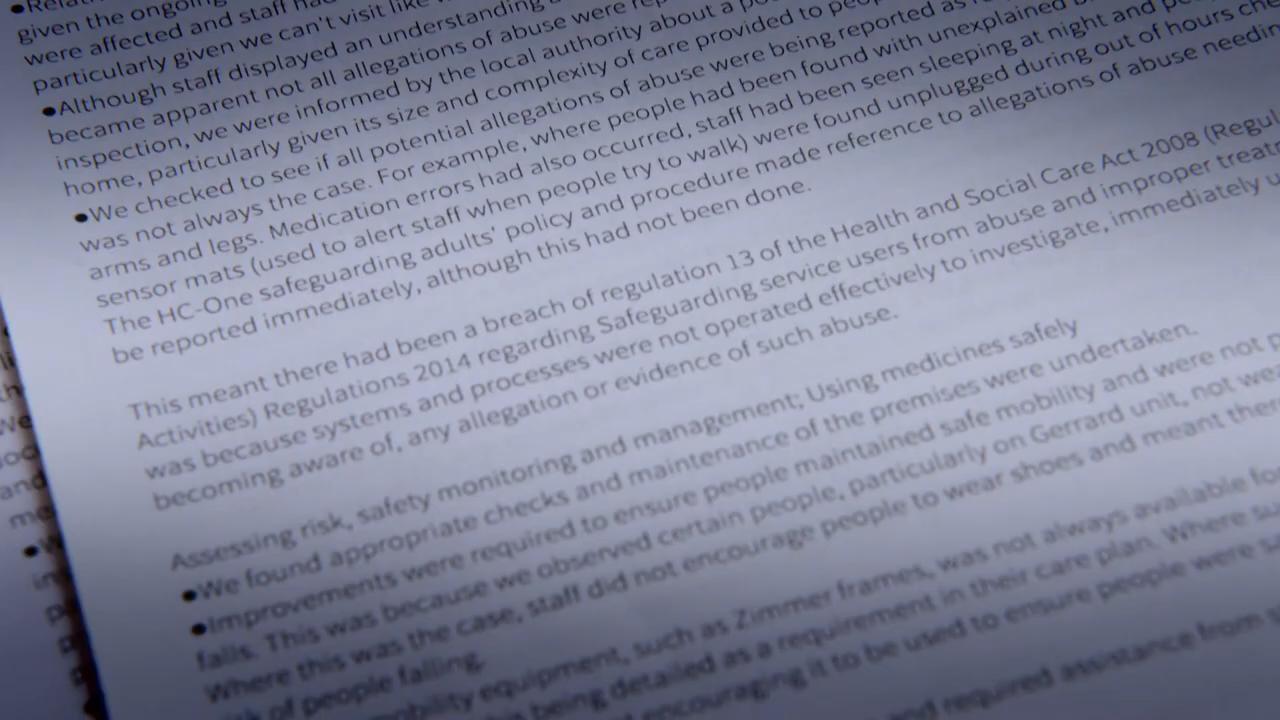 ●Relat
given the ongoing
were affected and staff had
particularly given we can't visit like
●Although staff displayed an understanding
became apparent not all allegations of abuse were
inspection, we were informed by the local authority about a
home, particularly given its size and complexity of care provided to
●We checked to see if all potential allegations of abuse were being reported as
was not always the case. For example, where people had been found with unexplained
arms and legs. Medication errors had also occurred, staff had been seen sleeping at night and
sensor mats (used to alert staff when people try to walk) were found unplugged during out of hours
The HC-One safeguarding adults' policy and procedure made reference to allegations of abuse
be reported immediately, although this had not been done.
This meant there had been a breach of regulation 13 of the Health and Social Care Act 2008 (Regul
Activities) Regulations 2014 regarding Safeguarding service users from abuse and improper
was because systems and processes were not operated effectively to investigate, immediately
becoming aware of, any allegation or evidence of such abuse.
Assessing risk, safety monitoring and management; Using medicines safely
●We found appropriate checks and maintenance of the premises were undertaken.
●Improvements were required to ensure people maintained safe mobility and were not
falls. This was because we observed certain people, particularly on Gerrard unit, not
Where this was the case, staff did not encourage people to wear shoes and meant
of people falling.
mobility equipment, such as Zimmer frames, was not always available
being detailed as a requirement in their care plan. Where
encouraging it to be used to ensure people were
and required assistance from